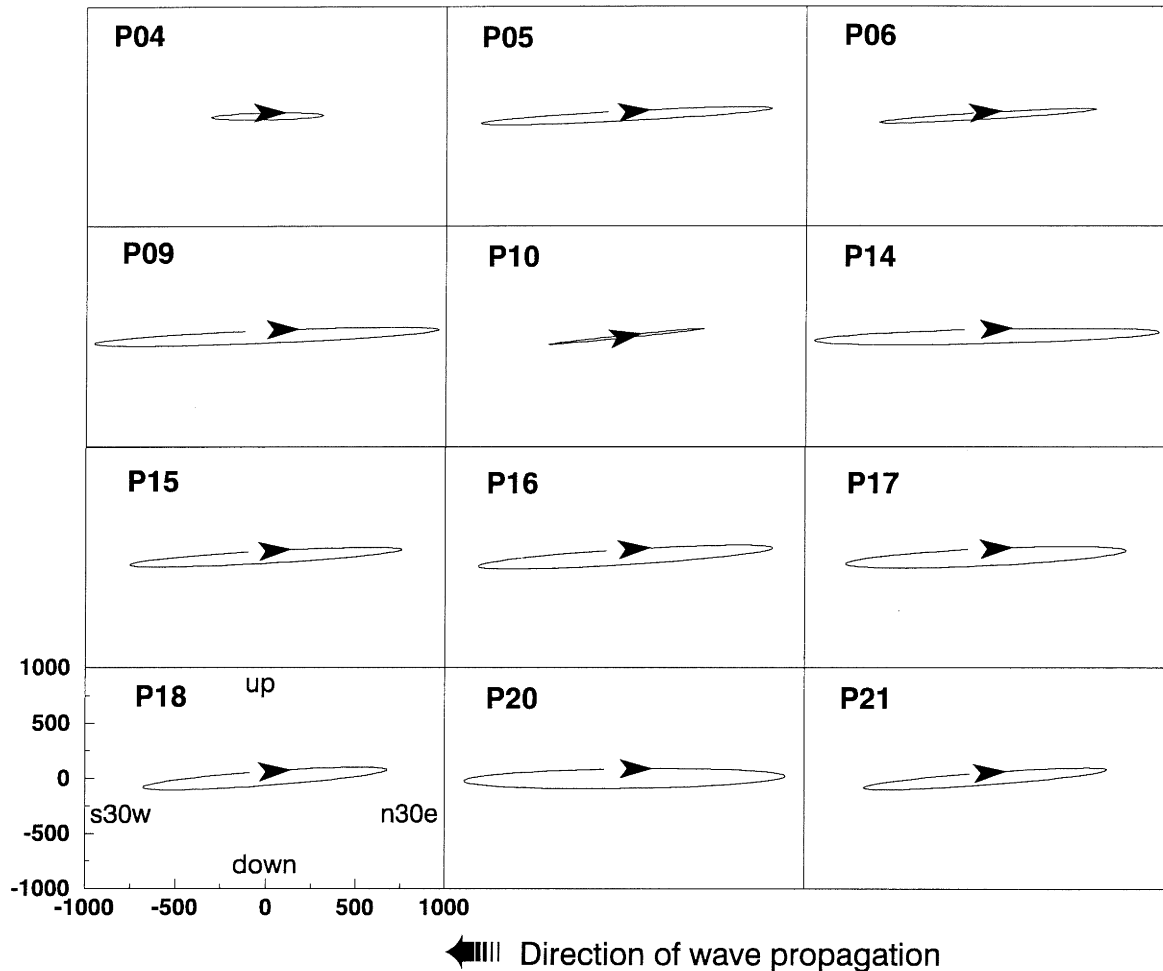 P04 P05 P06
P09 P10 P14
P15 P16 P17
1000
P18 up P20 P21
500
0
s30w n30e
-500
down
-1000
-1000 -500 0 500 1000
Direction of wave propagation